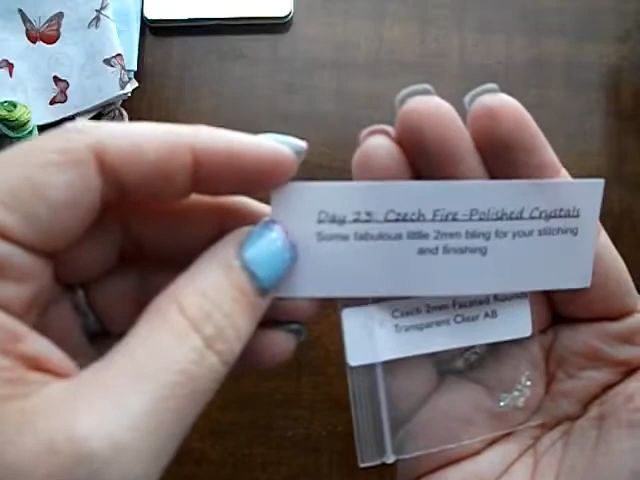 Day 23: Czech Fire-Polished Crystals
Some fabulous little 2mm bling for your stitching
and finishing
Czech 2mm Faceted Rounds
Transparent Clear AB